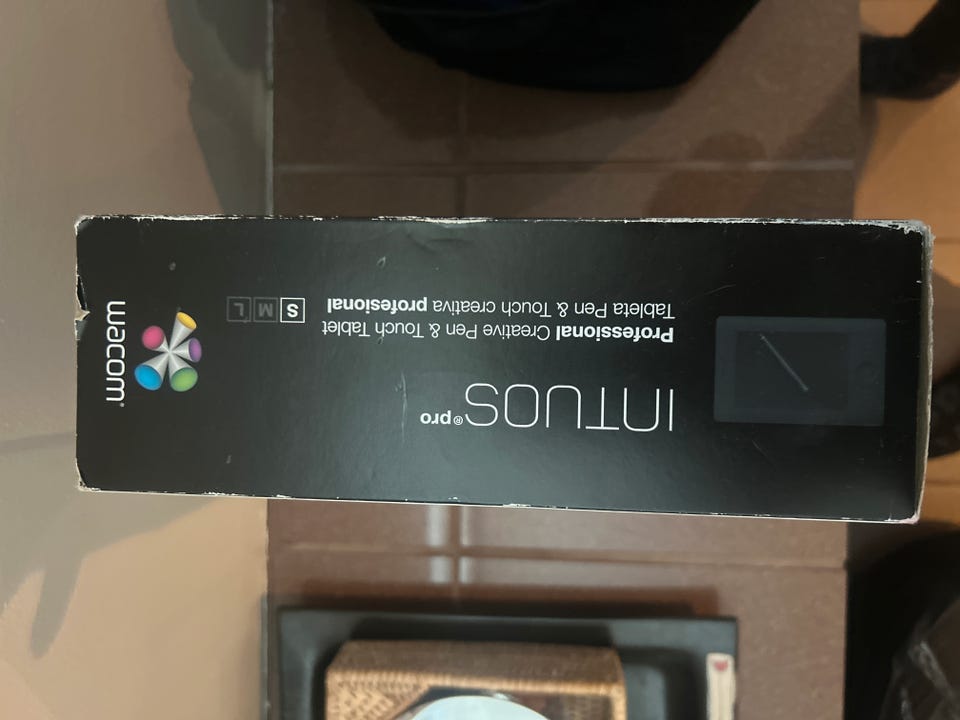 INTUOS® pro
Professional Creative Pen & Touch Tablet
Tableta Pen & Touch creativa profesional
S M L
wacom®